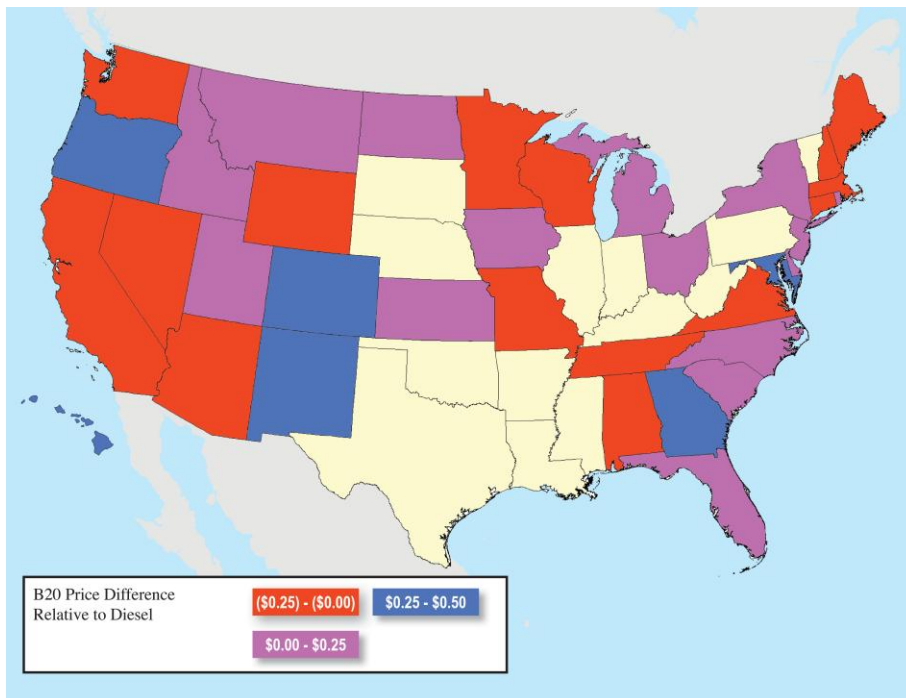 B20 Price Difference
Relative to Diesel
($0.25) - ($0.00)
$0.25 - $0.50
$0.00 - $0.25